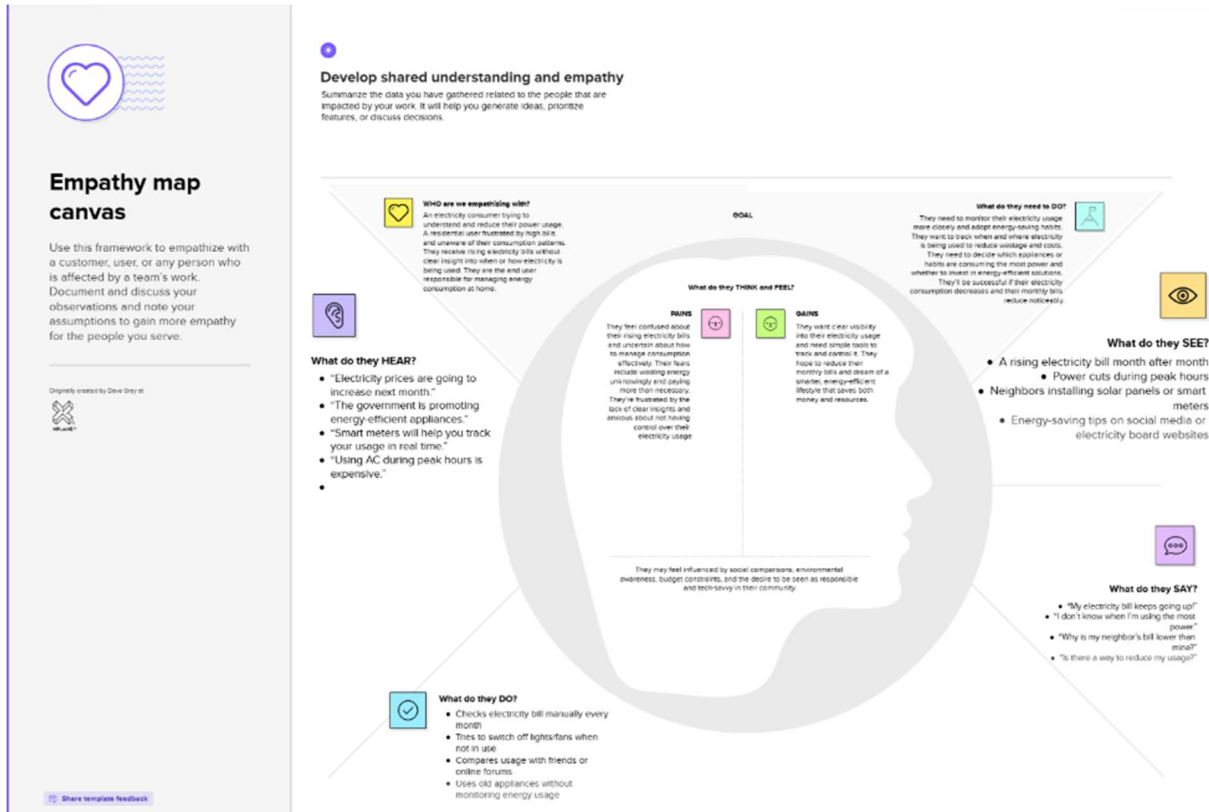 Empathy map
canvas
Use this framework to empathize with
a customer, user, or any person who
is affected by a team's work.
Document and discuss your
observations and note your
assumptions to gain more empathy
for the people you serve.
Originally created by Dave Gray at
XPLANE
Share template feedback
Develop shared understanding and empathy
Summarize the data you have gathered related to the people that are
impacted by your work. It will help you generate ideas, prioritize
features, or discuss decisions.
WHO are we empathizing with?
An electricity consumer trying to
understand and reduce their power usage.
A residential user frustrated by high bills
and unaware of their consumption patterns.
They receive rising electricity bills without
clear insight into when or how electricity is
being used. They are the end user
responsible for managing energy
consumption at home.
GOAL
What do they need to DO?
They need to monitor their electricity usage
more closely and adopt energy-saving habits.
They want to track when and where electricity
is being used to reduce wastage and costs.
They need to decide which appliances or
habits are consuming the most power and
whether to invest in energy-efficient solutions.
They'll be successful if their electricity
consumption decreases and their monthly bills
reduce noticeably.
What do they HEAR?
• "Electricity prices are going to
increase next month."
• "The government is promoting
energy-efficient appliances."
• "Smart meters will help you track
your usage in real time."
• "Using AC during peak hours is
expensive."
•
What do they THINK and FEEL?
PAINS
They feel confused about
their rising electricity bills
and uncertain about how
to manage consumption
effectively. Their fears
include wasting energy
unknowingly and paying
more than necessary.
They're frustrated by the
lack of clear insights and
anxious about not having
control over their
electricity usage
GAINS
They want clear visibility
into their electricity usage
and need simple tools to
track and control it. They
hope to reduce their
monthly bills and dream of a
smarter, energy-efficient
lifestyle that saves both
money and resources.
They may feel influenced by social comparisons, environmental
awareness, budget constraints, and the desire to be seen as responsible
and tech-savvy in their community.
What do they SEE?
• A rising electricity bill month after month
• Power cuts during peak hours
• Neighbors installing solar panels or smart
meters
• Energy-saving tips on social media or
electricity board websites
What do they SAY?
• "My electricity bill keeps going up!"
• "I don't know when I'm using the most
power."
• "Why is my neighbor's bill lower than
mine?"
• "Is there a way to reduce my usage?"
What do they DO?
• Checks electricity bill manually every
month
• Tries to switch off lights/fans when
not in use
• Compares usage with friends or
online forums
• Uses old appliances without
monitoring energy usage